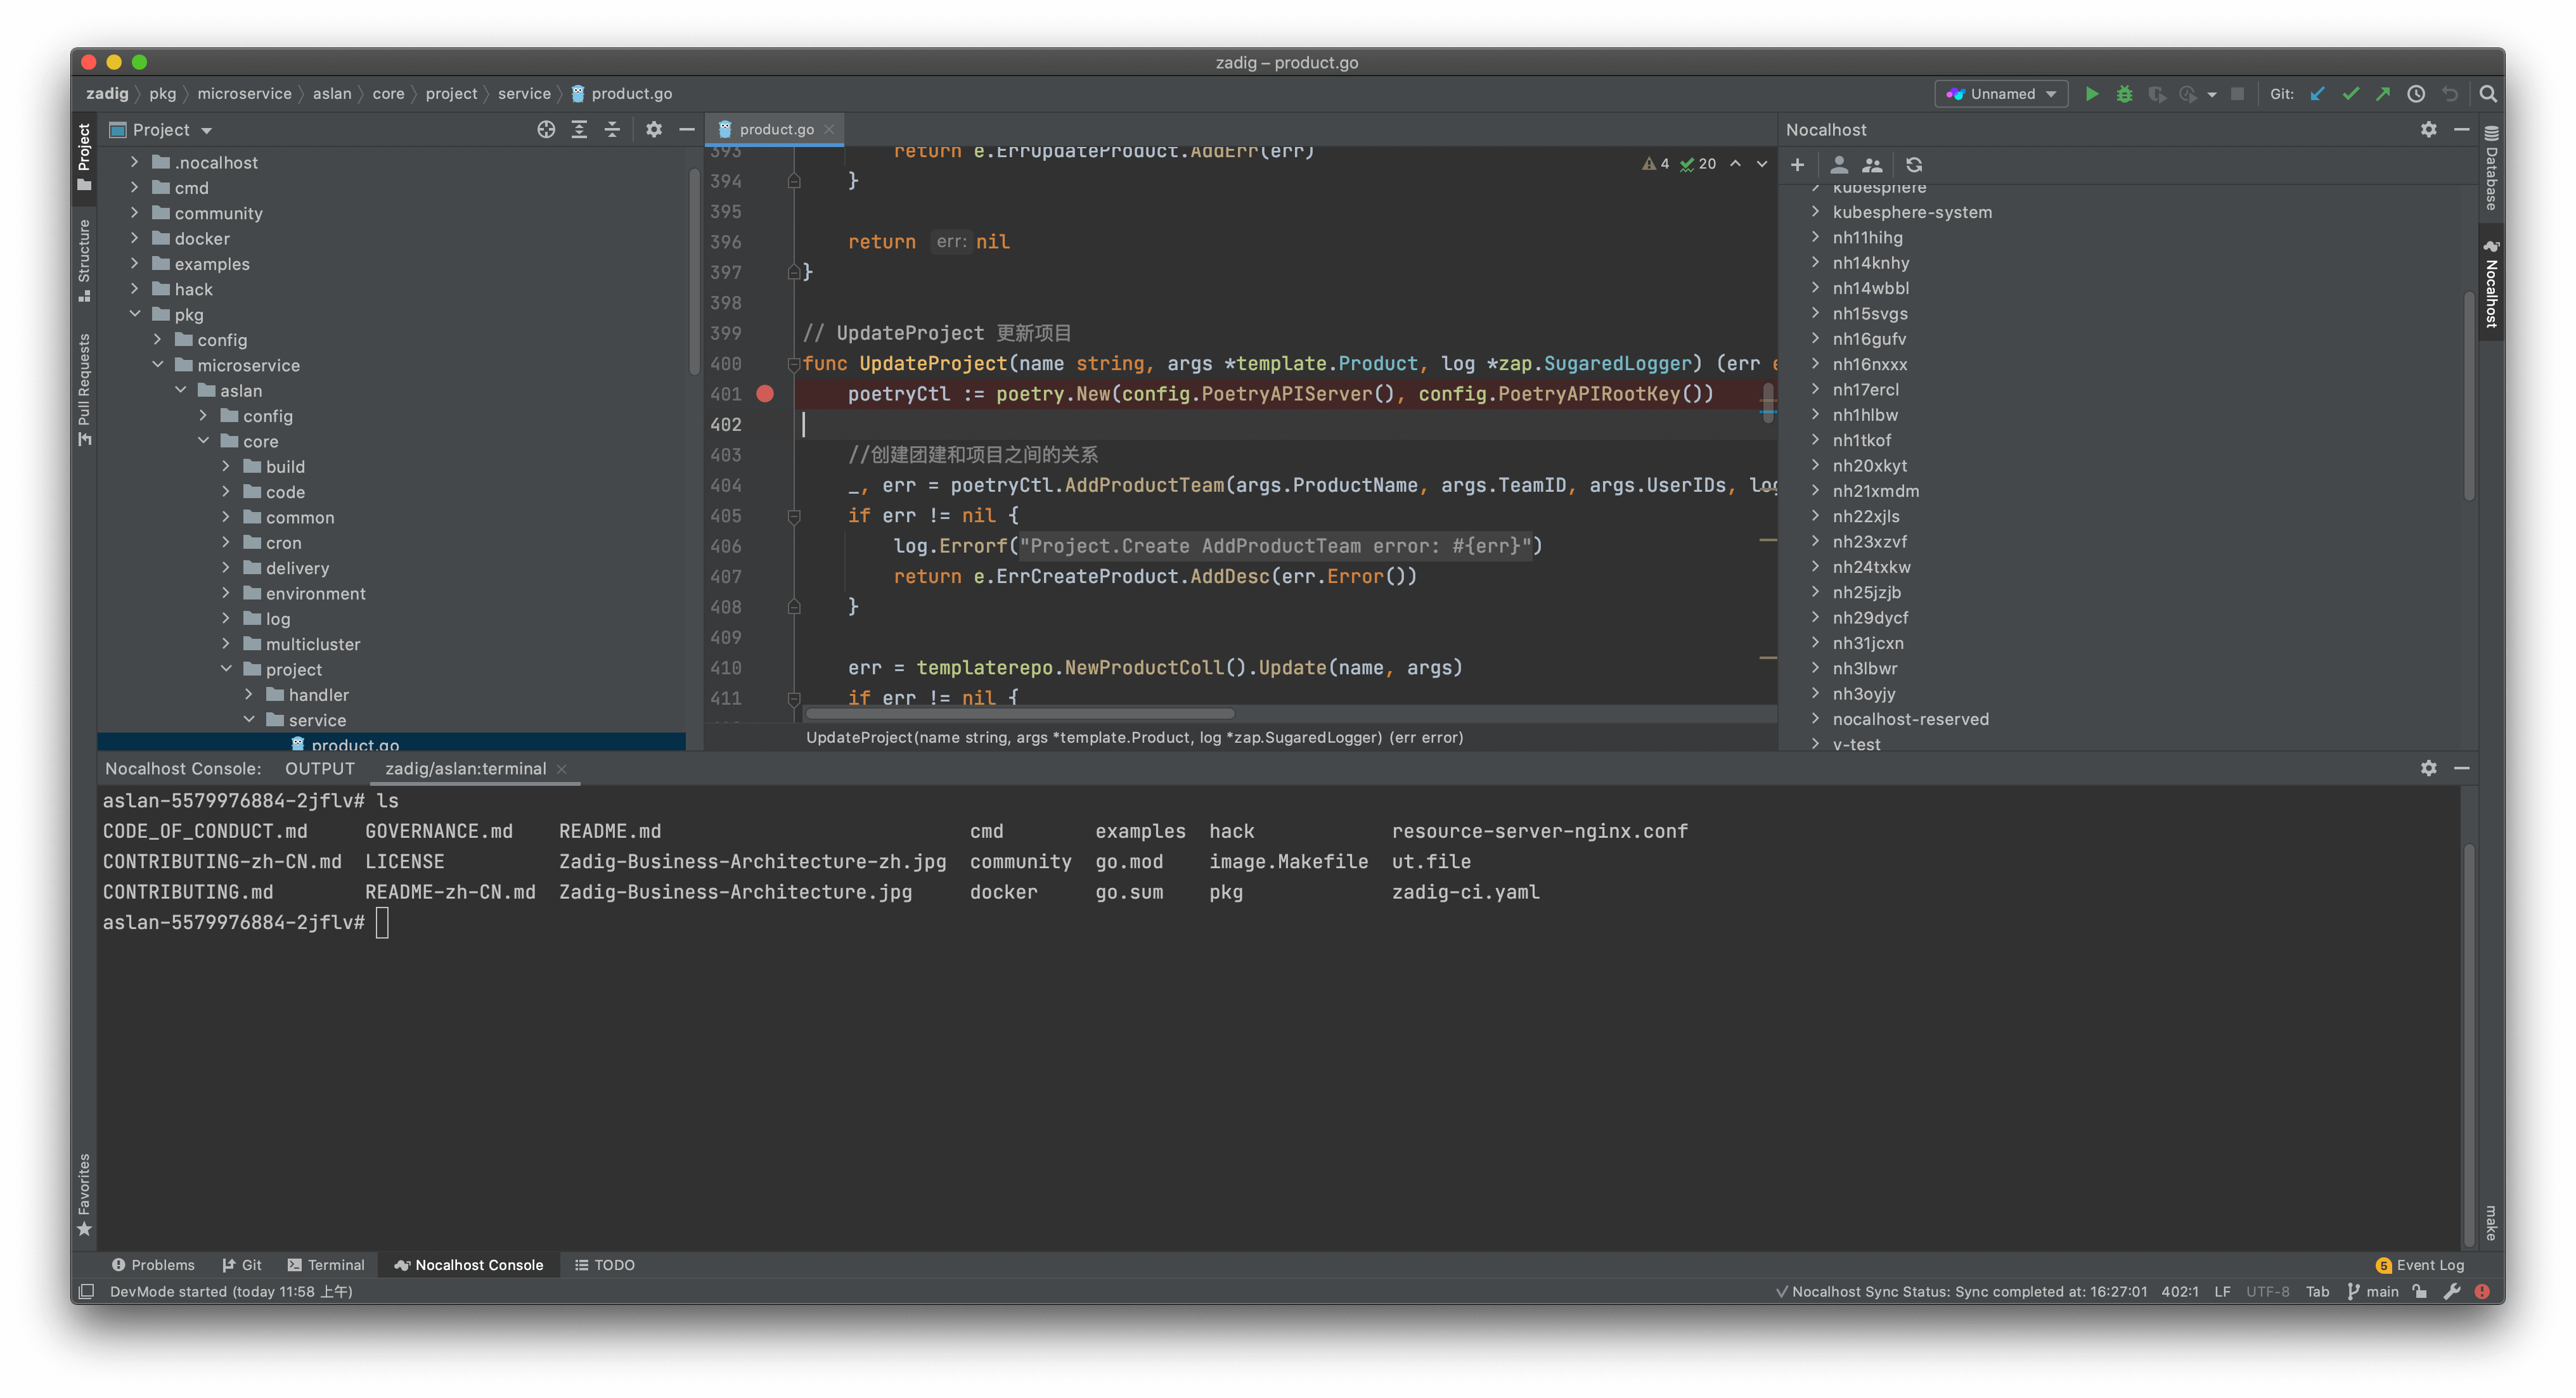 zadig – product.go
zadig pkg microservice aslan core project service product.go
Unnamed
Git:
Project
Structure
Pull Requests
Favorites
Project
.nocalhost
cmd
community
docker
examples
hack
pkg
config
microservice
aslan
config
core
build
code
common
cron
delivery
environment
log
multicluster
project
handler
service
product.go
product.go
4 20
393 return e.ErrUpdateProduct.AddErr(err)
394 }
395
396 return err: nil
397 }
398
399 // UpdateProject 更新项目
400 func UpdateProject(name string, args *template.Product, log *zap.SugaredLogger) (err e
401 poetryCtl := poetry.New(config.PoetryAPIServer(), config.PoetryAPIRootKey())
402
403 //创建团建和项目之间的关系
404 _, err = poetryCtl.AddProductTeam(args.ProductName, args.TeamID, args.UserIDs, log
405 if err != nil {
406 log.Errorf("Project.Create AddProductTeam error: #{err}")
407 return e.ErrCreateProduct.AddDesc(err.Error())
408 }
409
410 err = templaterepo.NewProductColl().Update(name, args)
411 if err != nil {
UpdateProject(name string, args *template.Product, log *zap.SugaredLogger) (err error)
Nocalhost
kubesphere
kubesphere-system
nh11hihg
nh14knhy
nh14wbbl
nh15svgs
nh16gufv
nh16nxxx
nh17ercl
nh1hlbw
nh1tkof
nh20xkyt
nh21xmdm
nh22xjls
nh23xzvf
nh24txkw
nh25jzjb
nh29dycf
nh31jcxn
nh3lbwr
nh3oyjy
nocalhost-reserved
v-test
Database
Nocalhost
make
Nocalhost Console: OUTPUT zadig/aslan:terminal
aslan-5579976884-2jflv# ls
CODE_OF_CONDUCT.md GOVERNANCE.md README.md cmd examples hack resource-server-nginx.conf
CONTRIBUTING-zh-CN.md LICENSE Zadig-Business-Architecture-zh.jpg community go.mod image.Makefile ut.file
CONTRIBUTING.md README-zh-CN.md Zadig-Business-Architecture.jpg docker go.sum pkg zadig-ci.yaml
aslan-5579976884-2jflv#
Problems Git Terminal Nocalhost Console TODO
5 Event Log
DevMode started (today 11:58 上午)
Nocalhost Sync Status: Sync completed at: 16:27:01 402:1 LF UTF-8 Tab main